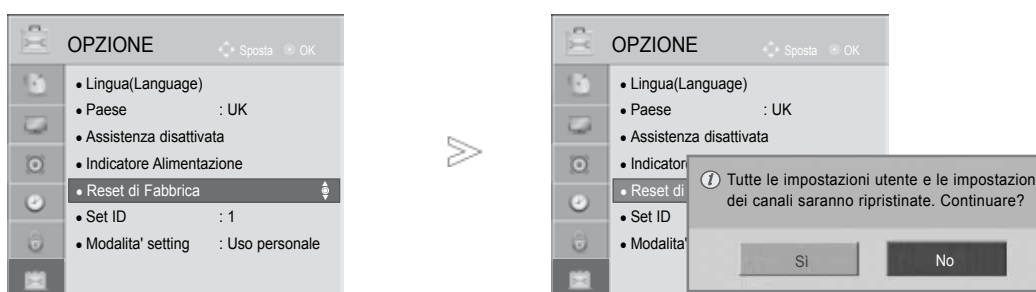 OPZIONE
Sposta OK
• Lingua(Language)
• Paese : UK
• Assistenza disattivata
• Indicatore Alimentazione
• Reset di Fabbrica
• Set ID : 1
• Modalita' setting : Uso personale
OPZIONE
Sposta OK
• Lingua(Language)
• Paese : UK
• Assistenza disattivata
• Indicatore
• Reset di
• Set ID
• Modalita'
Tutte le impostazioni utente e le impostazion
dei canali saranno ripristinate. Continuare?
Sì
No